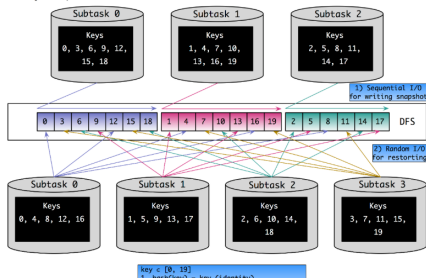 Subtask 0
Subtask 1
Subtask 2
Keys
0, 3, 6, 9, 12,
15, 18
Keys
1, 4, 7, 10,
13, 16, 19
Keys
2, 5, 8, 11,
14, 17
1) Sequential I/O
for writing snapshot
0 3 6 9 12 15 18 1 4 7 10 13 16 19 2 5 8 11 14 17
DFS
2) Random I/O
for restorting
Subtask 0
Subtask 1
Subtask 2
Subtask 3
Keys
0, 4, 8, 12, 16
Keys
1, 5, 9, 13, 17
Keys
2, 6, 10, 14,
18
Keys
3, 7, 11, 15,
19
key ∈ [0, 19]